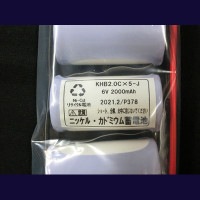 KHB2.0C×5-J
6V 2000mAh
Ni-Cd
リサイクル電池
2021.2/P378
ニッケル・カドミウム蓄電池